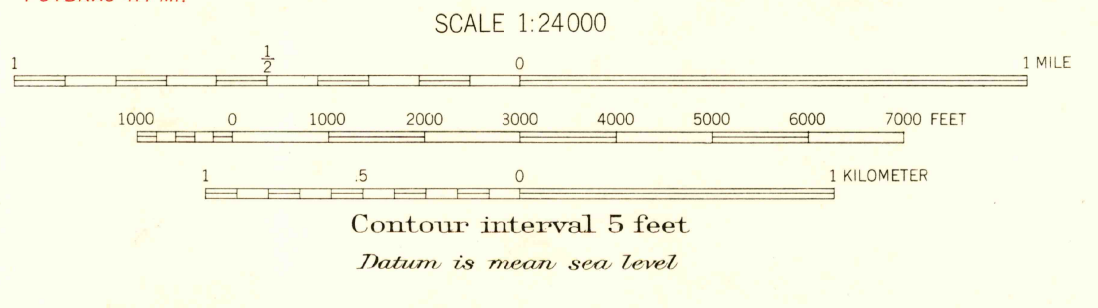 SCALE 1:24000
1 1/2 0 1 MILE
1000 0 1000 2000 3000 4000 5000 6000 7000 FEET
1 .5 0 1 KILOMETER
Contour interval 5 feet
Datum is mean sea level